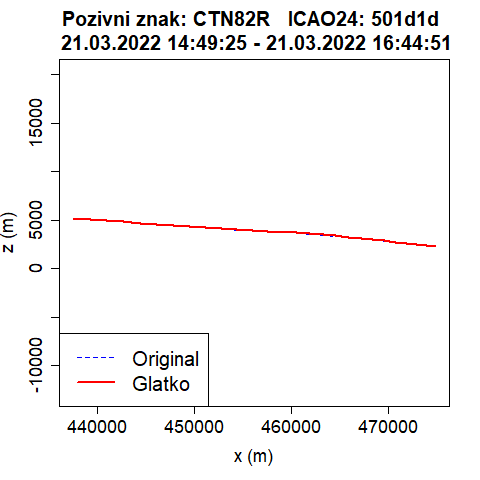 Pozivni znak: CTN82R   ICAO24: 501d1d
21.03.2022 14:49:25 - 21.03.2022 16:44:51
z (m)
15000
5000
0
-10000
Original
Glatko
440000 450000 460000 470000
x (m)